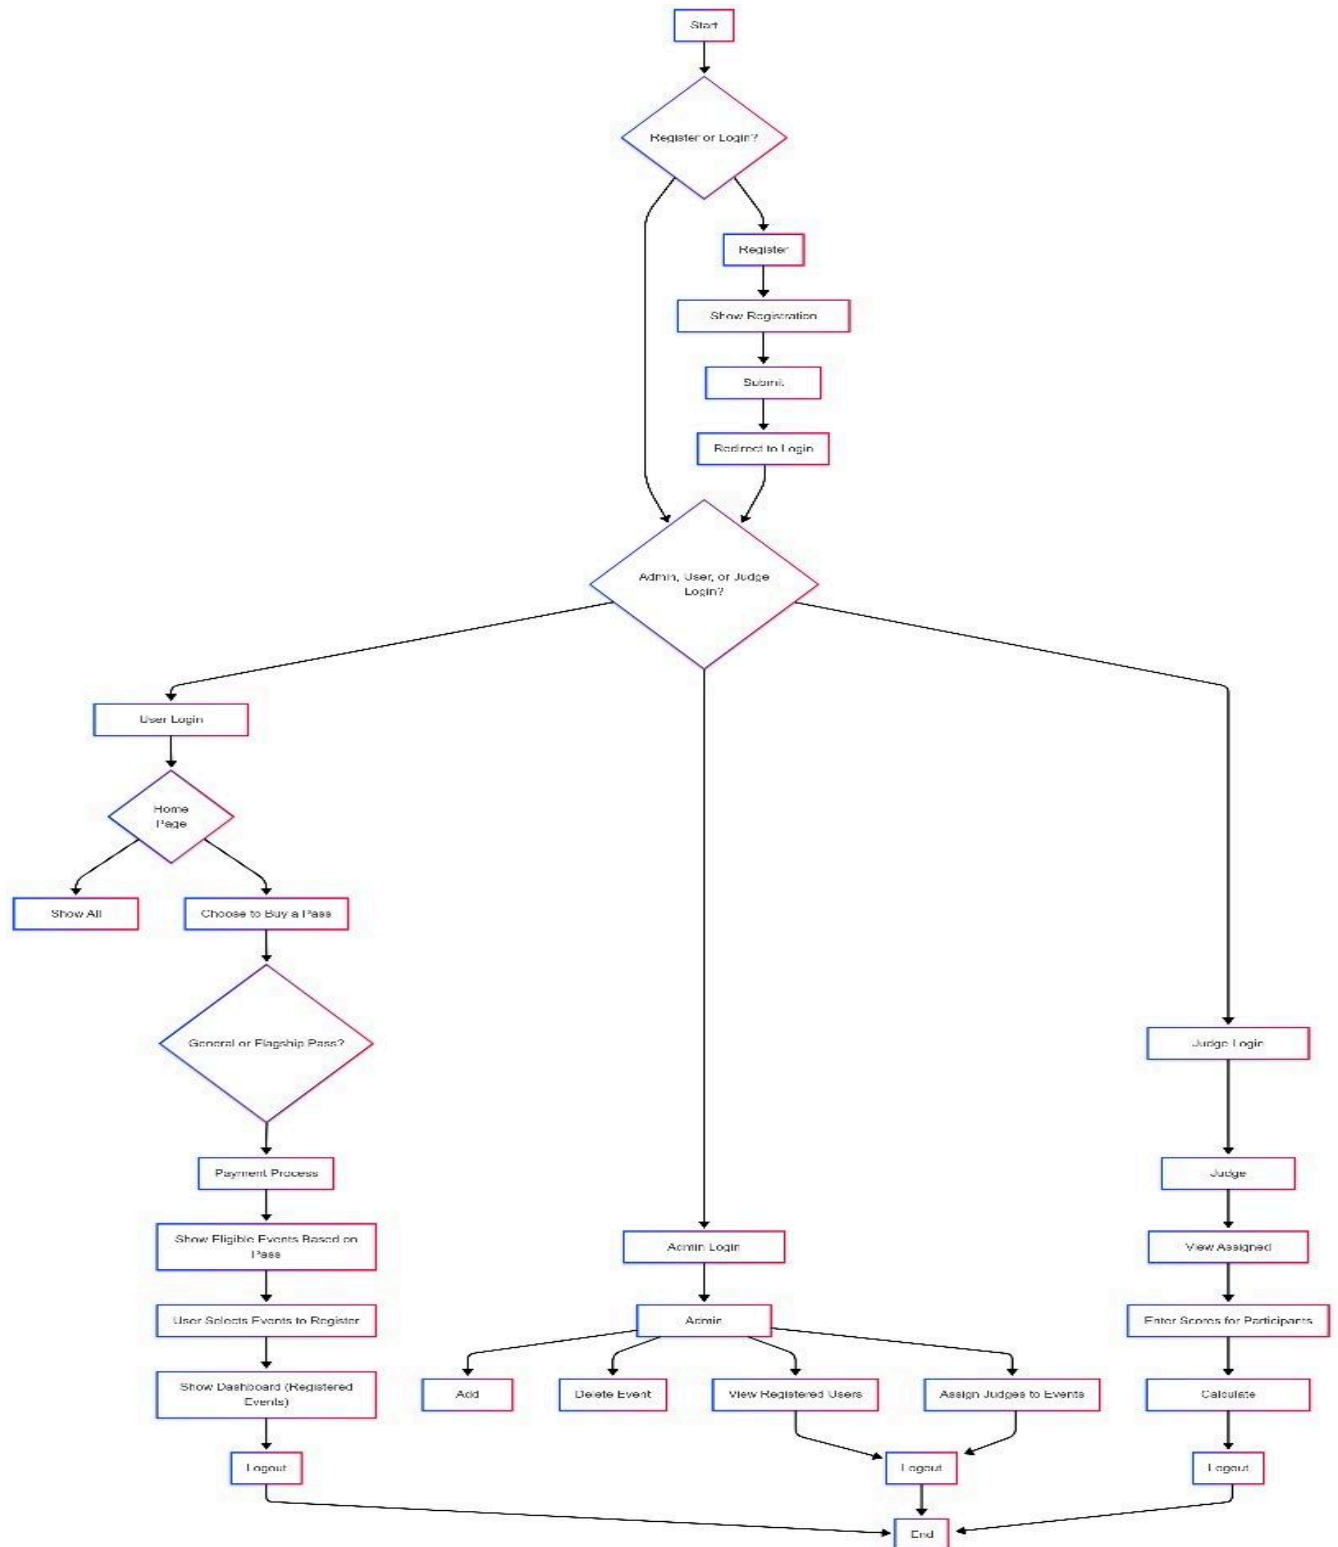 Start
Register or Login?
Register
Show Registration
Submit
Redirect to Login
Admin, User, or Judge
Login?
User Login
Home
Page
Show All
Choose to Buy a Pass
General or Flagship Pass?
Payment Process
Show Eligible Events Based on
Pass
User Selects Events to Register
Show Dashboard (Registered
Events)
Logout
Admin Login
Admin
Add
Delete Event
View Registered Users
Assign Judges to Events
Logout
Judge Login
Judge
View Assigned
Enter Scores for Participants
Calculate
Logout
End